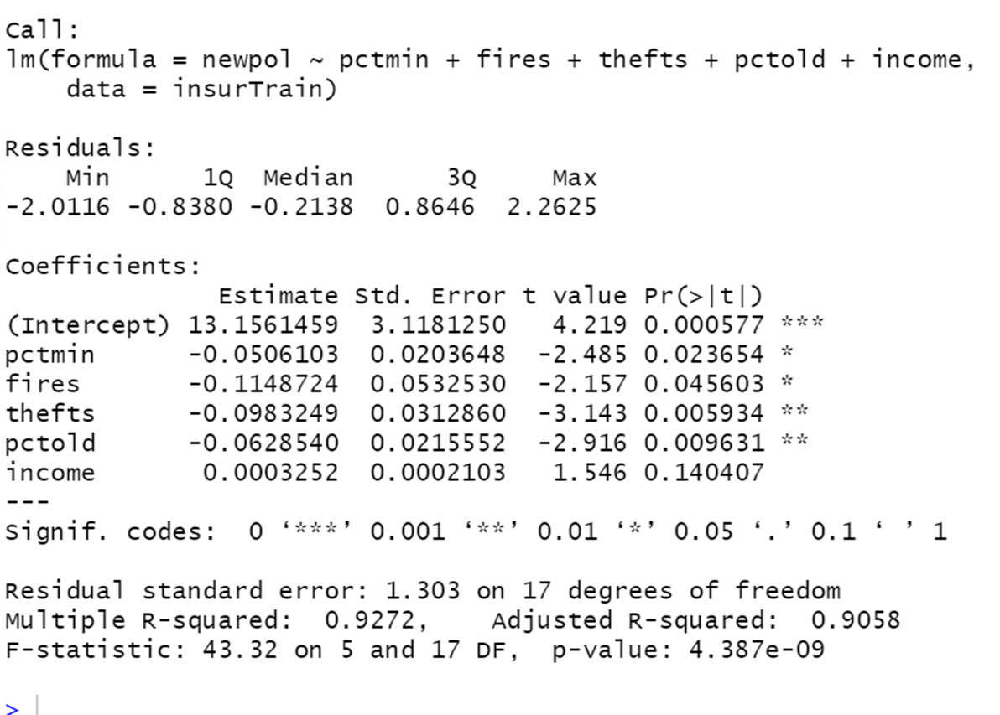 Call:
lm(formula = newpol ~ pctmin + fires + thefts + pctold + income,
    data = insurTrain)
Residuals:
    Min      1Q  Median      3Q     Max
-2.0116 -0.8380 -0.2138  0.8646  2.2625
Coefficients:
              Estimate Std. Error t value Pr(>|t|)
(Intercept) 13.1561459  3.1181250   4.219 0.000577 ***
pctmin      -0.0506103  0.0203648  -2.485 0.023654 *
fires       -0.1148724  0.0532530  -2.157 0.045603 *
thefts      -0.0983249  0.0312860  -3.143 0.005934 **
pctold      -0.0628540  0.0215552  -2.916 0.009631 **
income       0.0003252  0.0002103   1.546 0.140407
---
Signif. codes:  0 ‘***’ 0.001 ‘**’ 0.01 ‘*’ 0.05 ‘.’ 0.1 ‘ ’ 1
Residual standard error: 1.303 on 17 degrees of freedom
Multiple R-squared:  0.9272,    Adjusted R-squared:  0.9058
F-statistic: 43.32 on 5 and 17 DF,  p-value: 4.387e-09
>